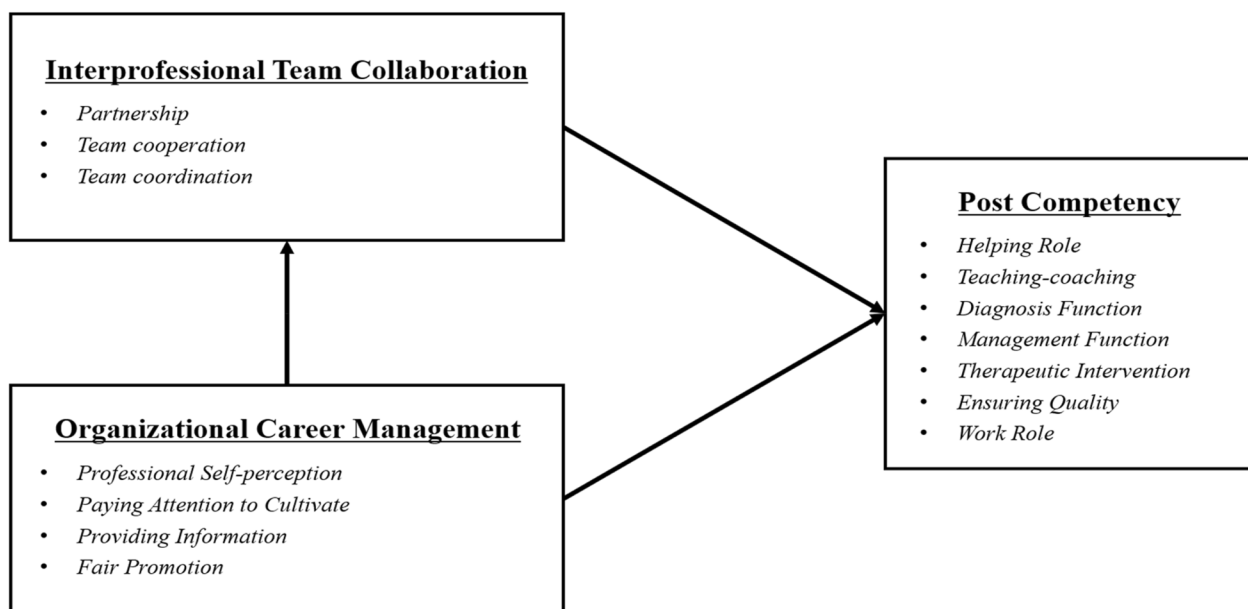 Interprofessional Team Collaboration
• Partnership
• Team cooperation
• Team coordination
Organizational Career Management
• Professional Self-perception
• Paying Attention to Cultivate
• Providing Information
• Fair Promotion
Post Competency
• Helping Role
• Teaching-coaching
• Diagnosis Function
• Management Function
• Therapeutic Intervention
• Ensuring Quality
• Work Role